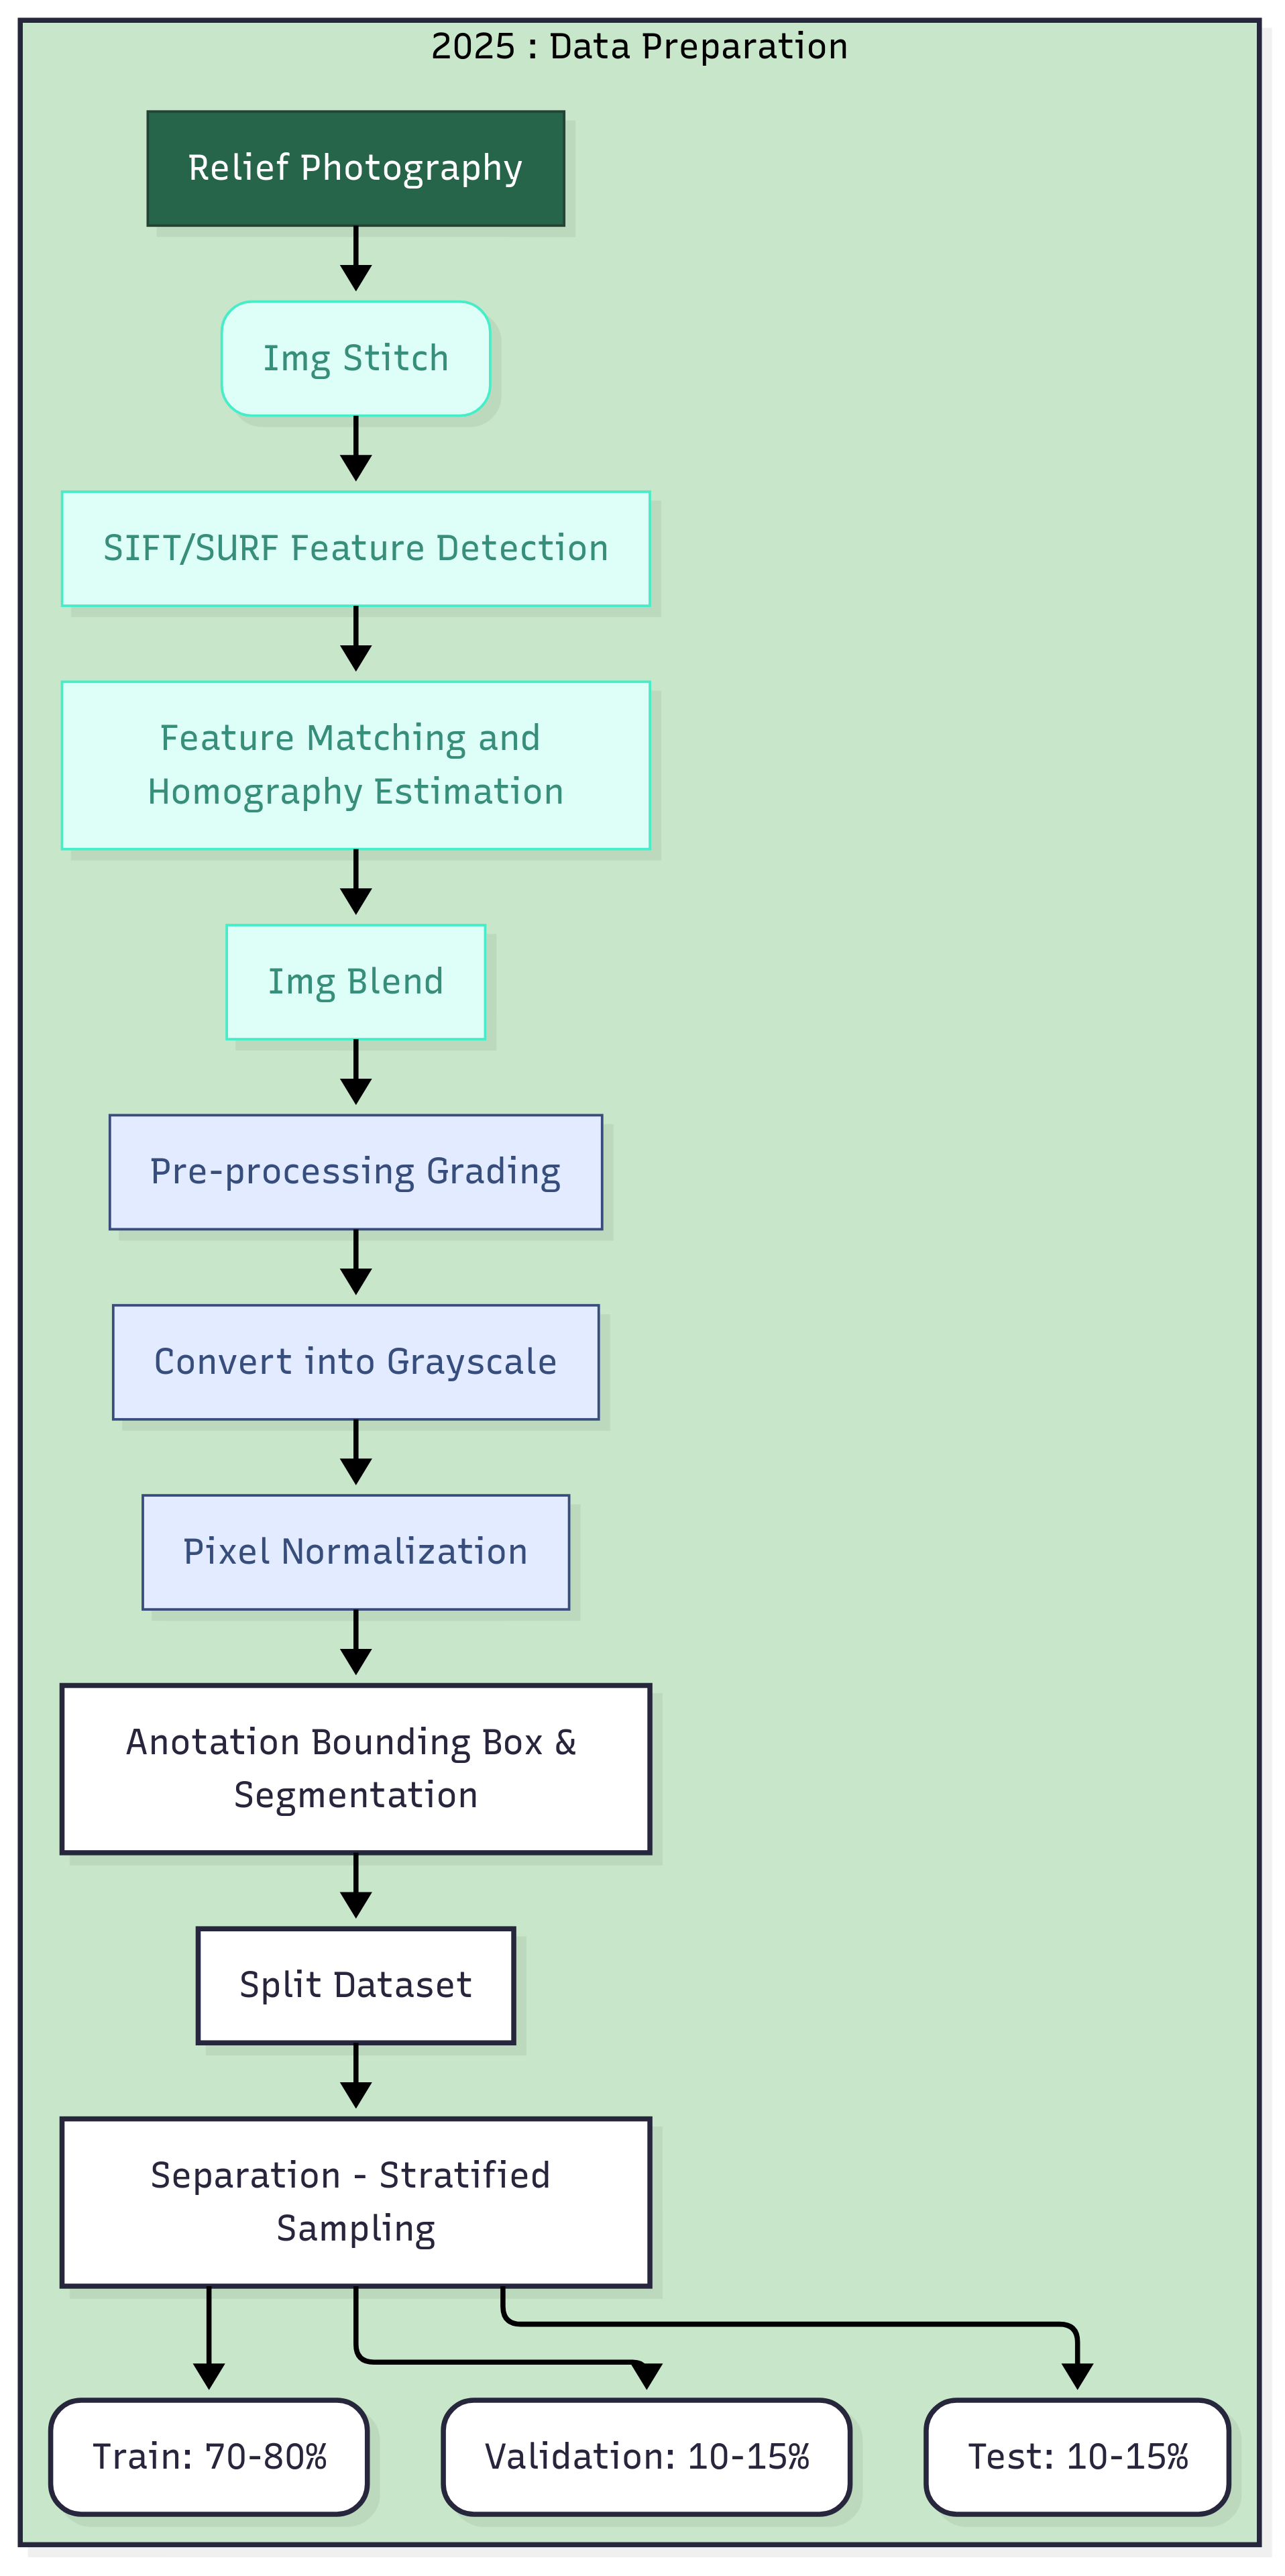 2025 : Data Preparation
Relief Photography
Img Stitch
SIFT/SURF Feature Detection
Feature Matching and
Homography Estimation
Img Blend
Pre-processing Grading
Convert into Grayscale
Pixel Normalization
Anotation Bounding Box &
Segmentation
Split Dataset
Separation - Stratified
Sampling
Train: 70-80%
Validation: 10-15%
Test: 10-15%